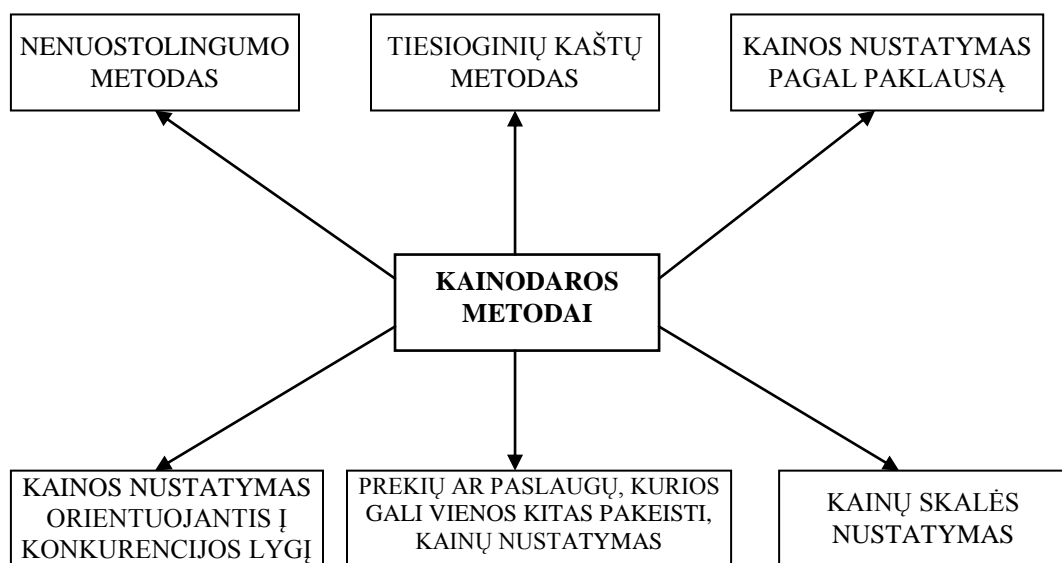 NENUOSTOLINGUMO
METODAS
TIESIOGINIŲ KAŠTŲ
METODAS
KAINOS NUSTATYMAS
PAGAL PAKLAUSĄ
KAINODAROS
METODAI
KAINOS NUSTATYMAS
ORIENTUOJANTIS Į
KONKURENCIJOS LYGĮ
PREKIŲ AR PASLAUGŲ, KURIOS
GALI VIENOS KITAS PAKEISTI,
KAINŲ NUSTATYMAS
KAINŲ SKALĖS
NUSTATYMAS